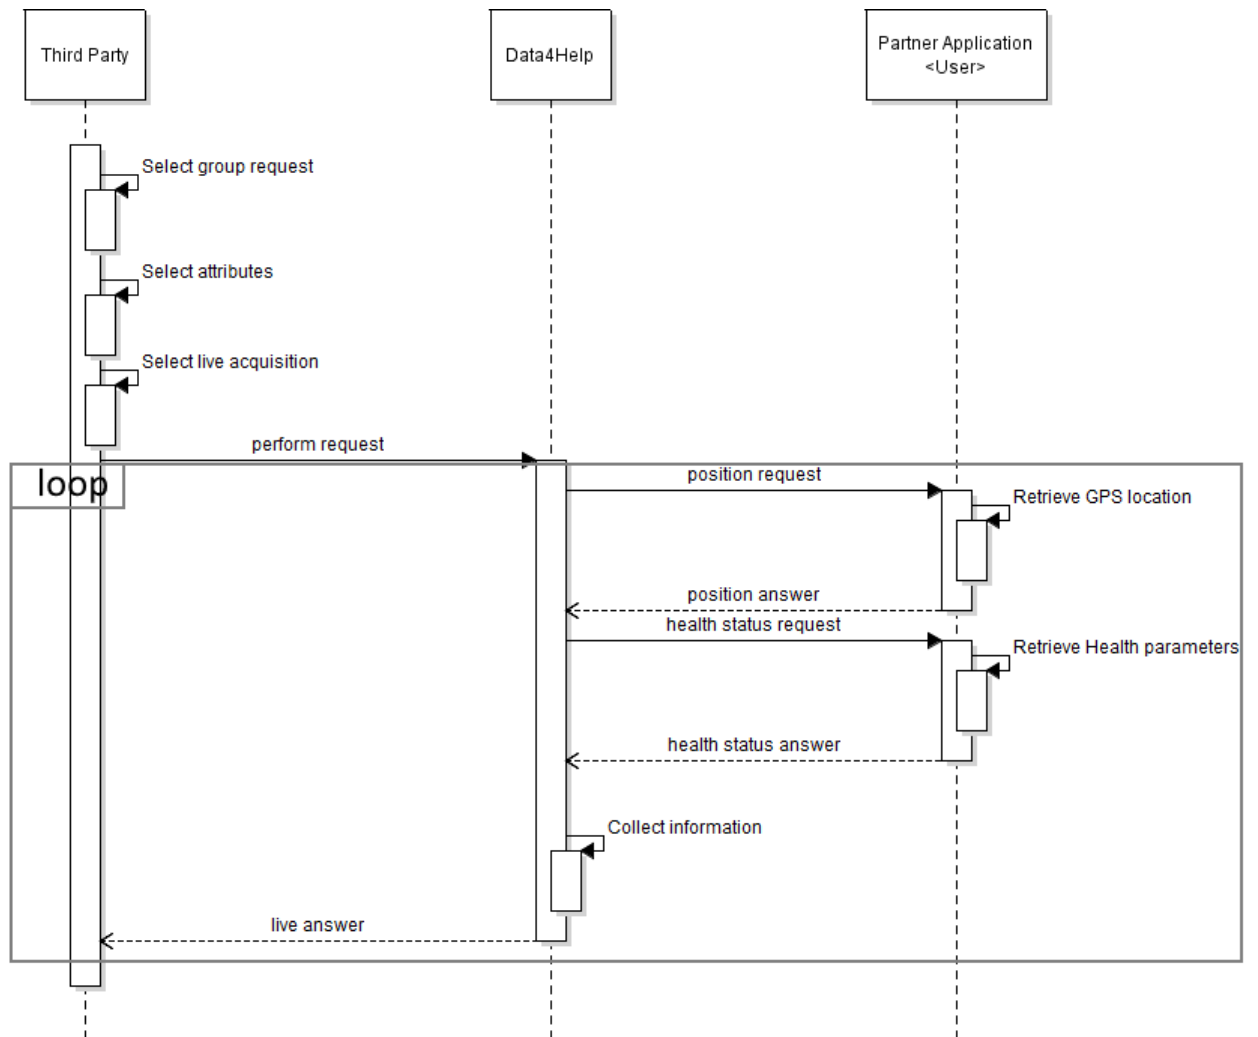 Third Party
Data4Help
Partner Application
<User>
Select group request
Select attributes
Select live acquisition
perform request
loop
position request
Retrieve GPS location
position answer
health status request
Retrieve Health parameters
health status answer
Collect information
live answer